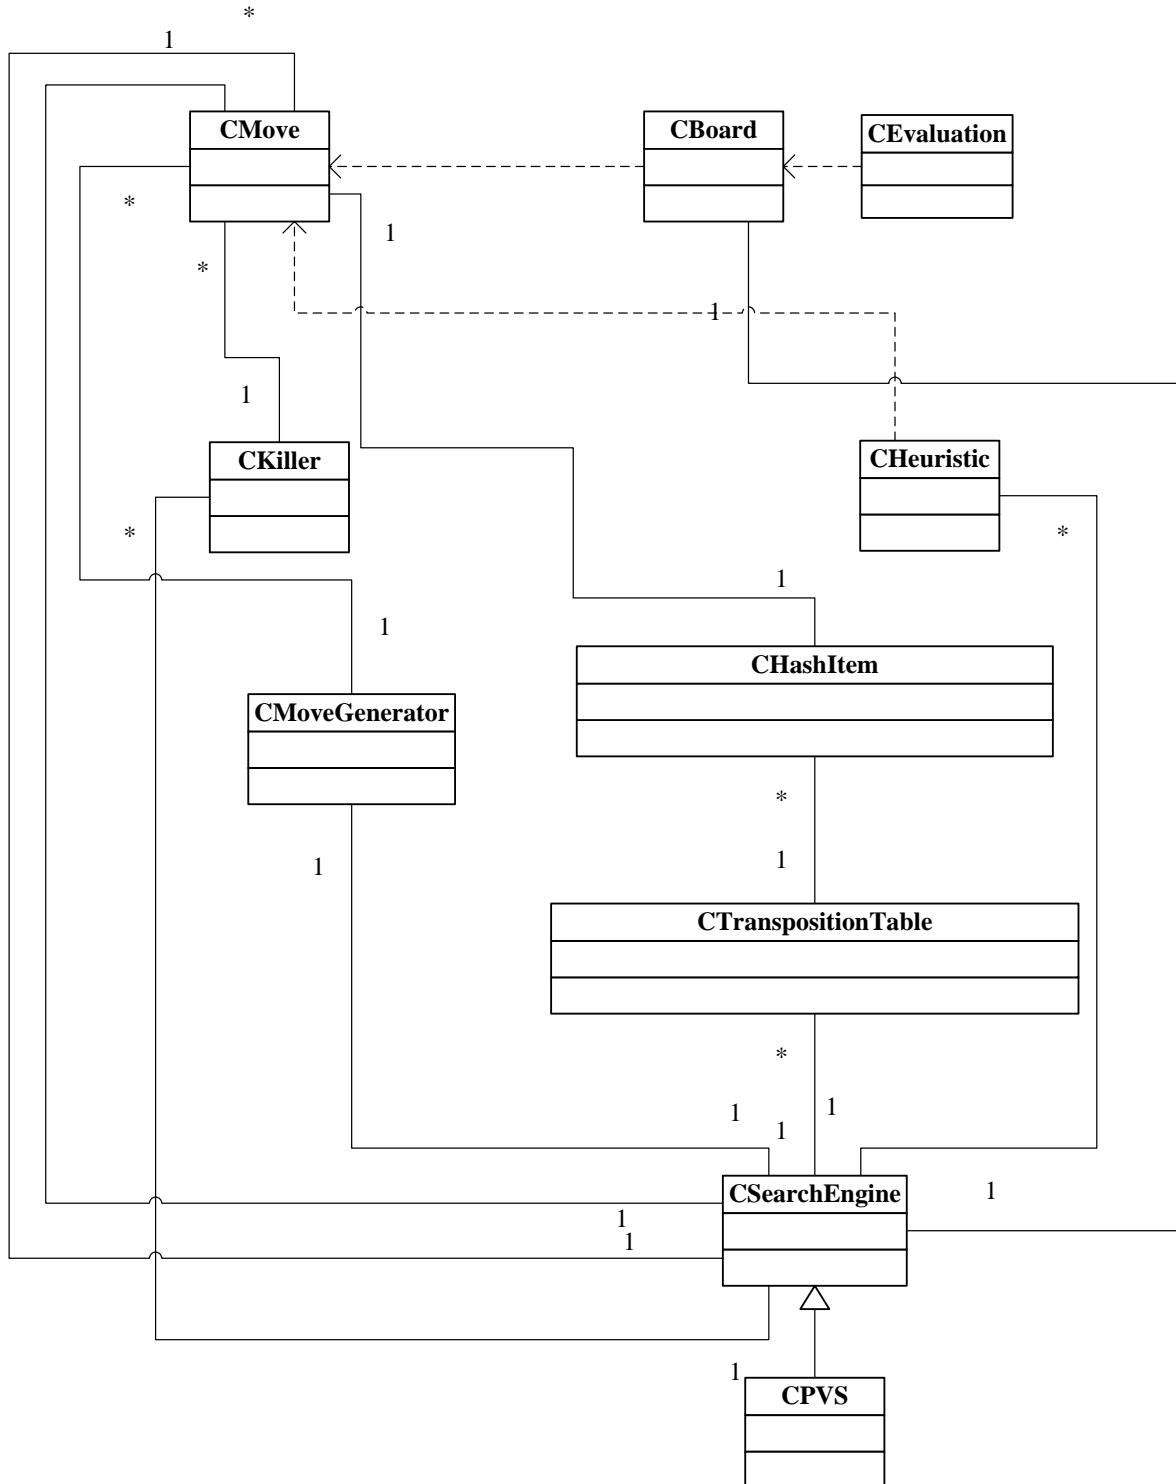 *
1
CMove
CBoard
CEvaluation
*
1
*
1
1
CKiller
CHeuristic
*
*
1
1
CHashItem
CMoveGenerator
*
1
1
CTranspositionTable
*
1
1
1
CSearchEngine
1
1
1
1
CPVS